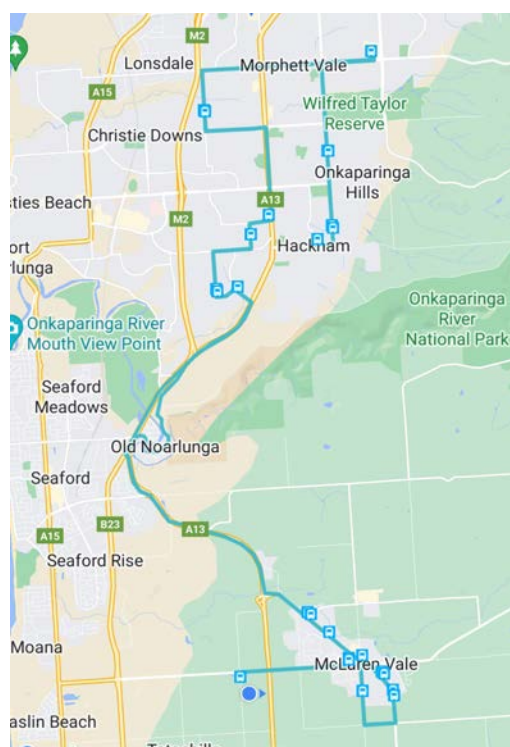 M2
Lonsdale
Morphett Vale
A15
Wilfred Taylor
Reserve
Christie Downs
Onkaparinga
Hills
A13
sties Beach
M2
Hackham
ort
rlunga
Onkaparinga
River
National Park
Onkaparinga River
Mouth View Point
Seaford
Meadows
Old Noarlunga
Seaford
B23
A13
A15
Seaford Rise
Moana
McLaren Vale
aslin Beach